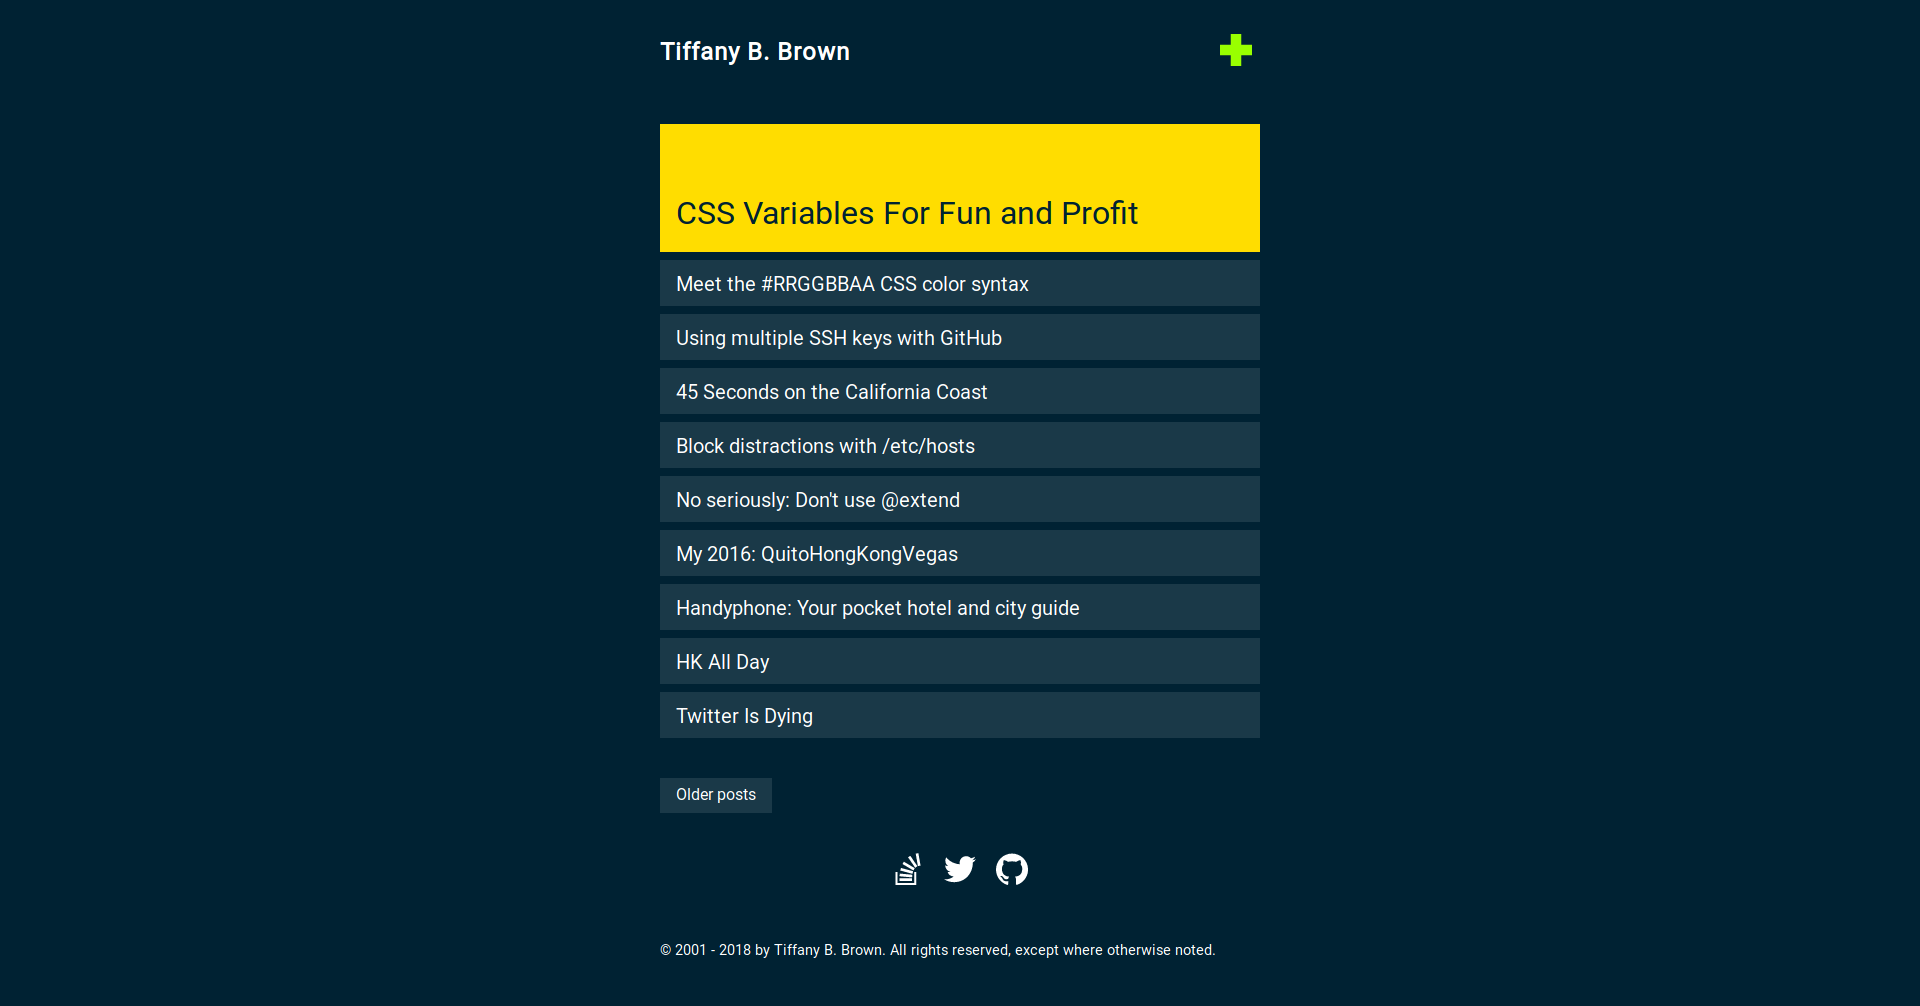 Tiffany B. Brown
CSS Variables For Fun and Profit
Meet the #RRGGBBAA CSS color syntax
Using multiple SSH keys with GitHub
45 Seconds on the California Coast
Block distractions with /etc/hosts
No seriously: Don't use @extend
My 2016: QuitoHongKongVegas
Handyphone: Your pocket hotel and city guide
HK All Day
Twitter Is Dying
Older posts
© 2001 - 2018 by Tiffany B. Brown. All rights reserved, except where otherwise noted.